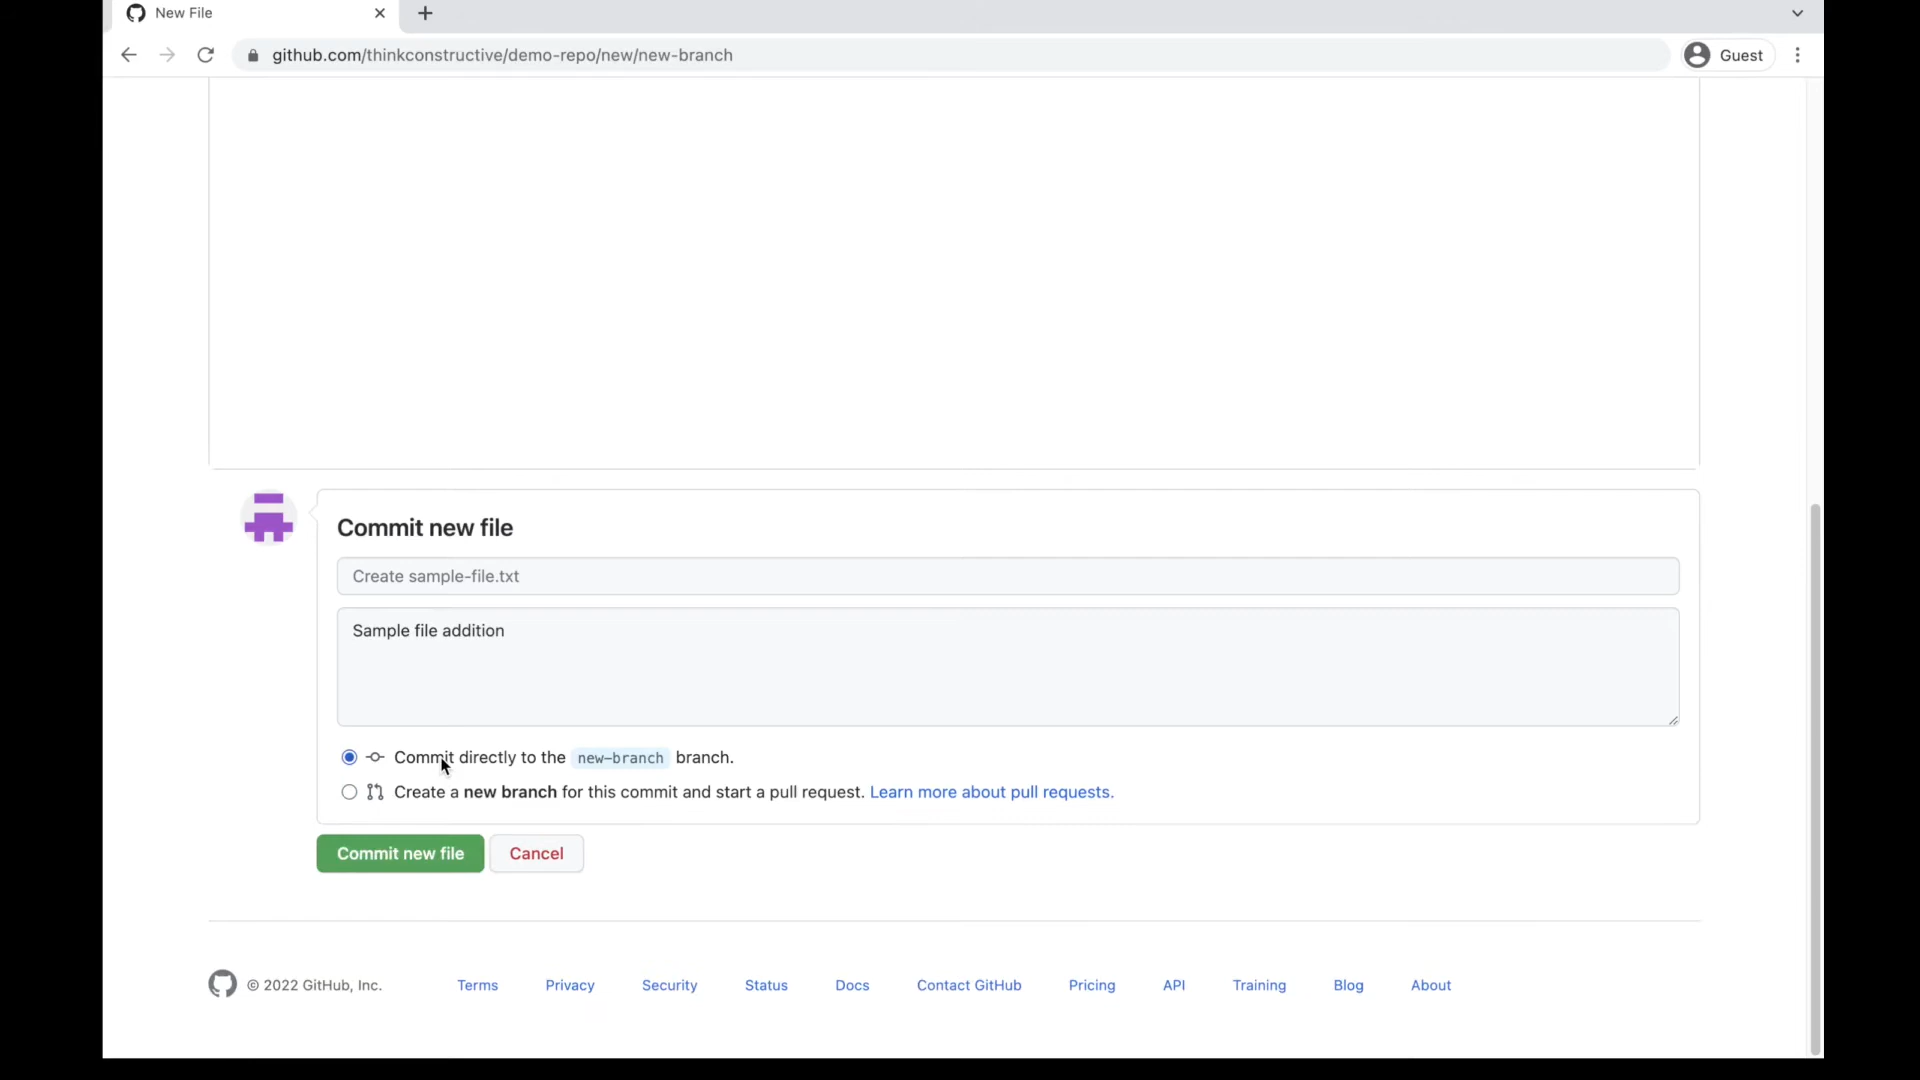 New File
github.com/thinkconstructive/demo-repo/new/new-branch
Guest
Commit new file
Create sample-file.txt
Sample file addition
Commit directly to the new-branch branch.
Create a new branch for this commit and start a pull request. Learn more about pull requests.
Commit new file Cancel
© 2022 GitHub, Inc. Terms Privacy Security Status Docs Contact GitHub Pricing API Training Blog About